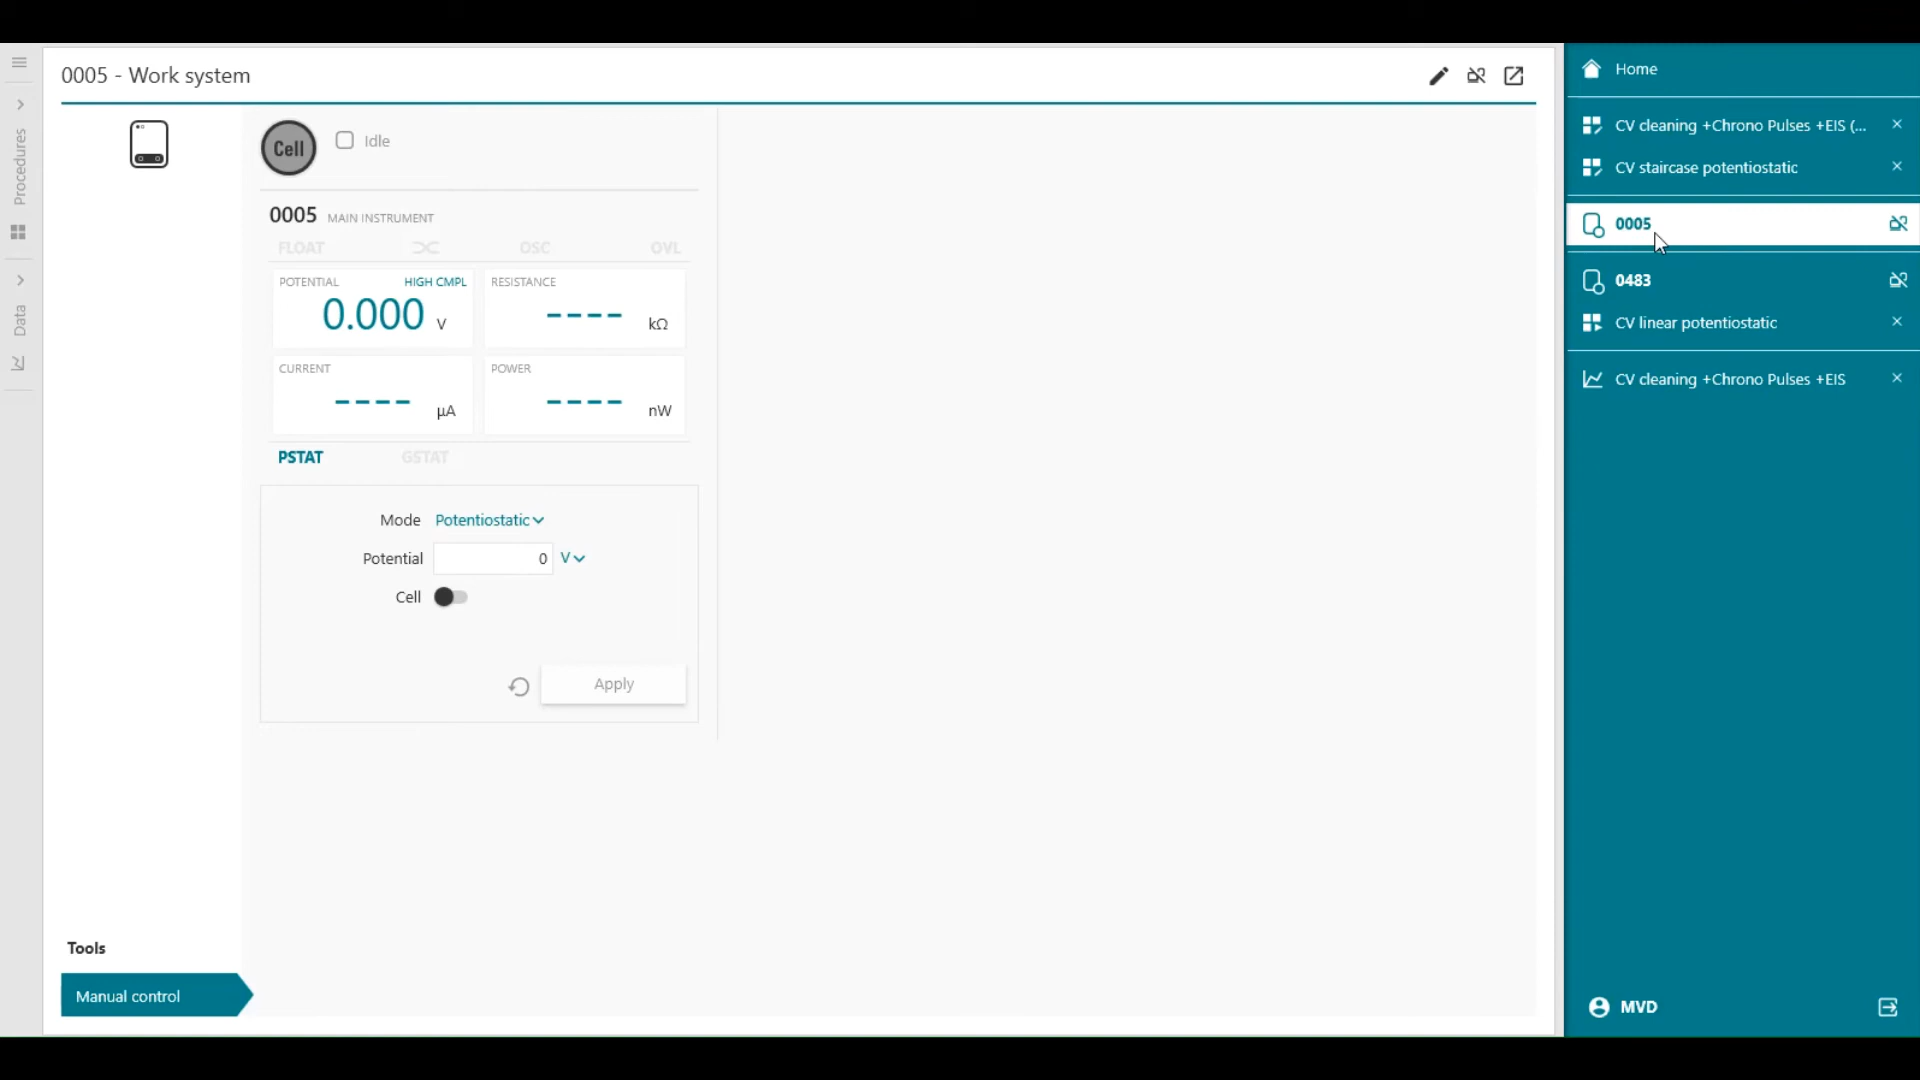 0005 - Work system
Procedures
Data
Cell
Idle
0005 MAIN INSTRUMENT
FLOAT OSC OVL
POTENTIAL HIGH CMPL
0.000 V
RESISTANCE
---- kΩ
CURRENT
---- µA
POWER
---- nW
PSTAT GSTAT
Mode Potentiostatic
Potential 0 V
Cell
Apply
Tools
Manual control
Home
CV cleaning +Chrono Pulses +EIS (...
CV staircase potentiostatic
0005
0483
CV linear potentiostatic
CV cleaning +Chrono Pulses +EIS
MVD